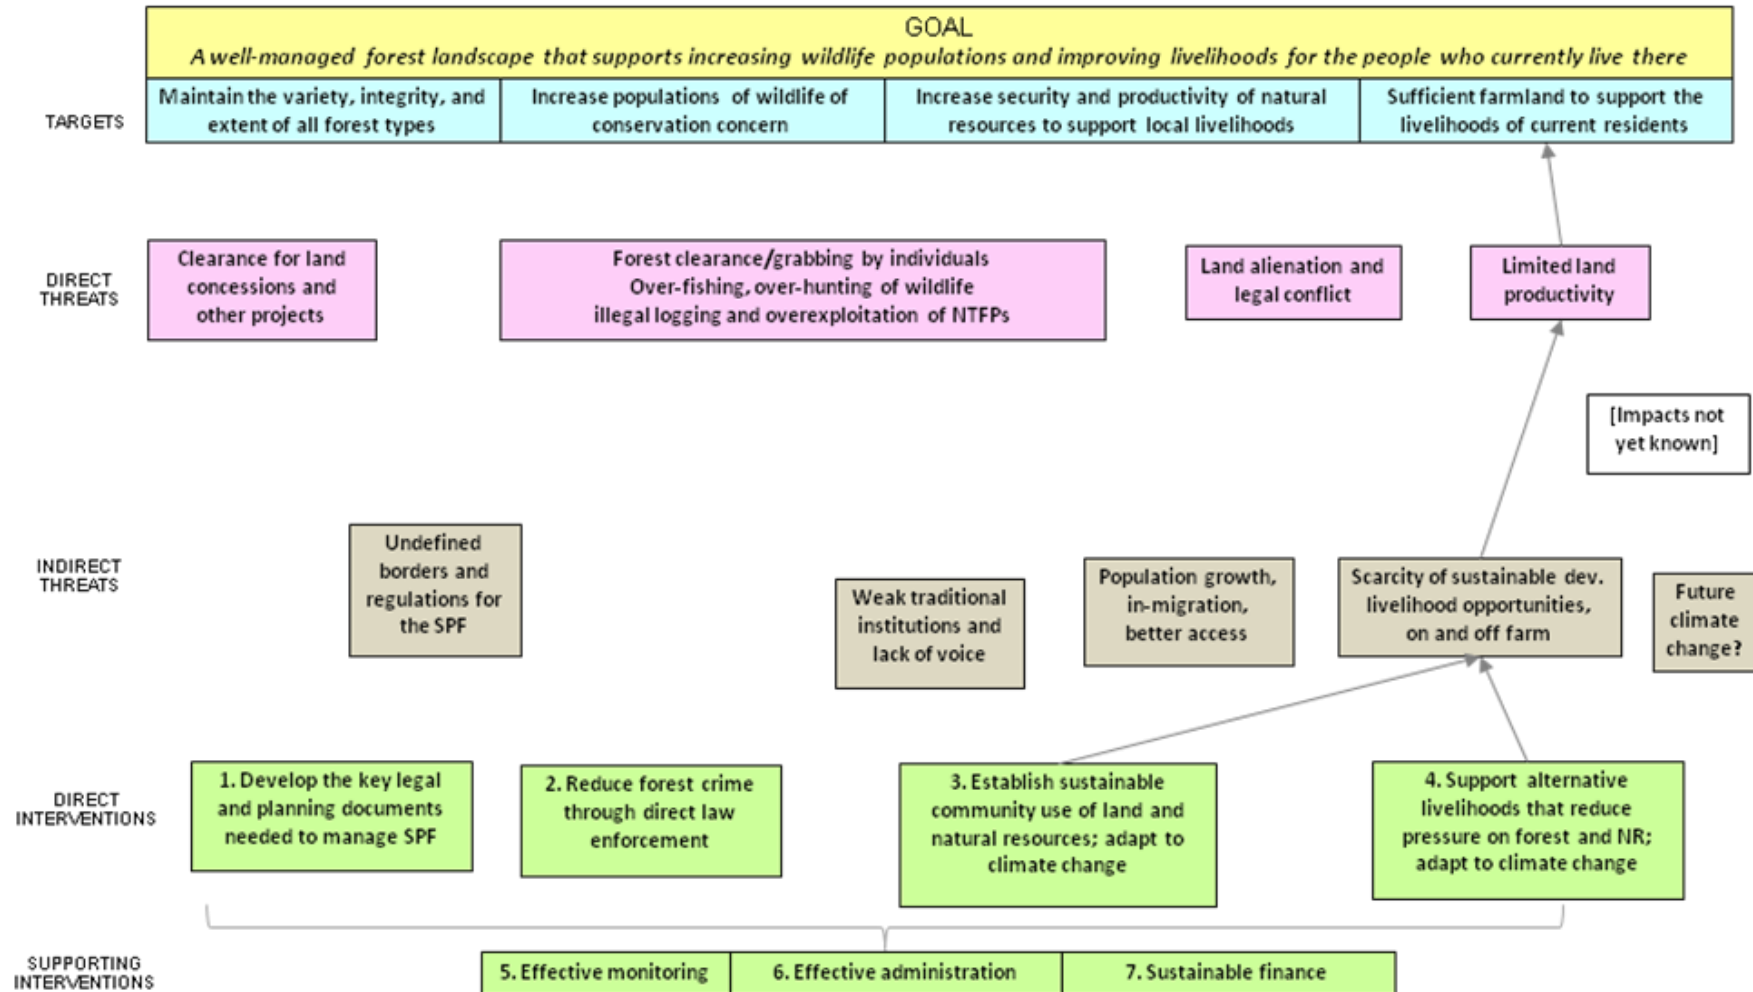 GOAL
A well-managed forest landscape that supports increasing wildlife populations and improving livelihoods for the people who currently live there
TARGETS
Maintain the variety, integrity, and
extent of all forest types
Increase populations of wildlife of
conservation concern
Increase security and productivity of natural
resources to support local livelihoods
Sufficient farmland to support the
livelihoods of current residents
DIRECT
THREATS
Clearance for land
concessions and
other projects
Forest clearance/grabbing by individuals
Over-fishing, over-hunting of wildlife
illegal logging and overexploitation of NTFPs
Land alienation and
legal conflict
Limited land
productivity
[Impacts not
yet known]
INDIRECT
THREATS
Undefined
borders and
regulations for
the SPF
Weak traditional
institutions and
lack of voice
Population growth,
in-migration,
better access
Scarcity of sustainable dev.
livelihood opportunities,
on and off farm
Future
climate
change?
DIRECT
INTERVENTIONS
1. Develop the key legal
and planning documents
needed to manage SPF
2. Reduce forest crime
through direct law
enforcement
3. Establish sustainable
community use of land and
natural resources; adapt to
climate change
4. Support alternative
livelihoods that reduce
pressure on forest and NR;
adapt to climate change
SUPPORTING
INTERVENTIONS
5. Effective monitoring
6. Effective administration
7. Sustainable finance